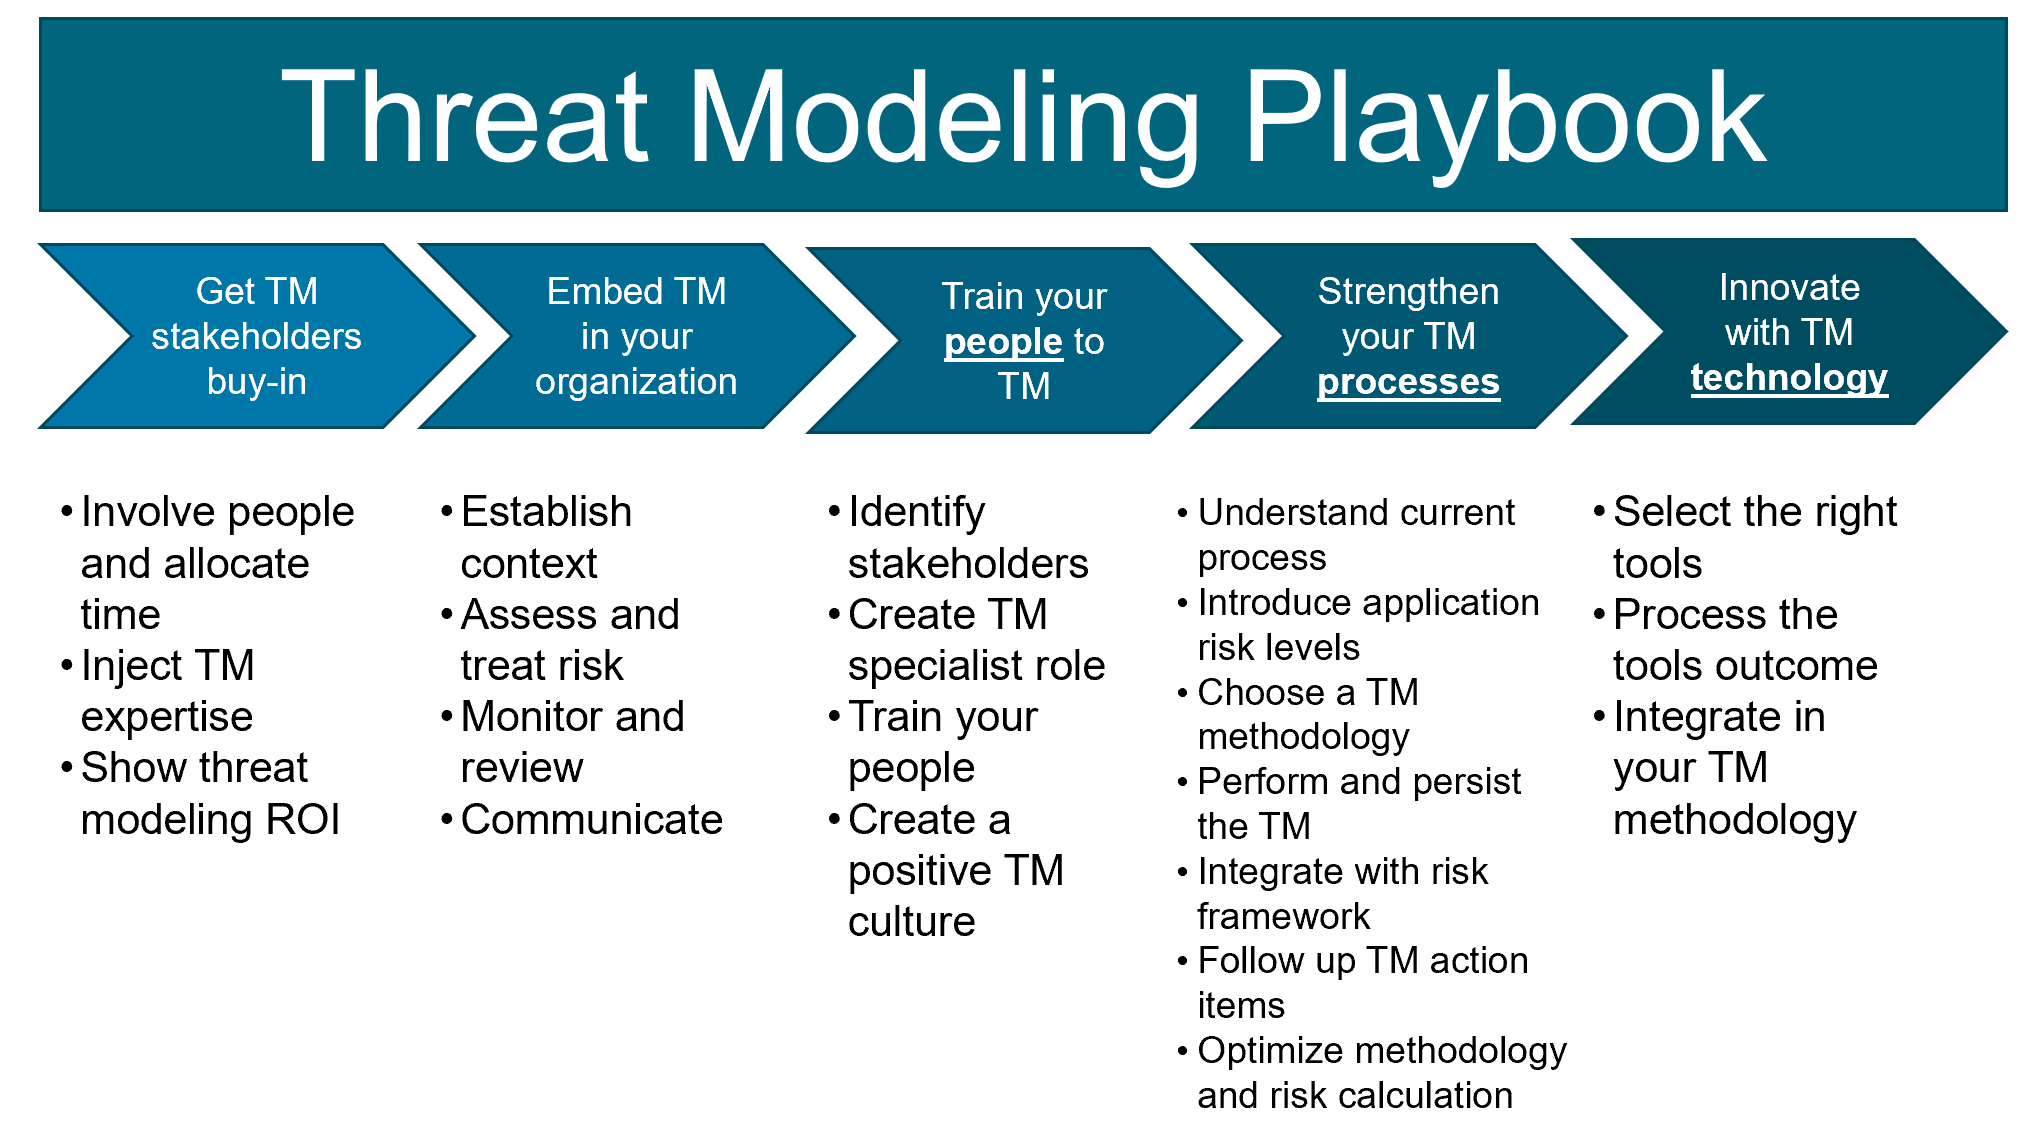 Threat Modeling Playbook
Get TM
stakeholders
buy-in
Embed TM
in your
organization
Train your
people to
TM
Strengthen
your TM
processes
Innovate
with TM
technology
• Involve people
and allocate
time
• Inject TM
expertise
• Show threat
modeling ROI
• Establish
context
• Assess and
treat risk
• Monitor and
review
• Communicate
• Identify
stakeholders
• Create TM
specialist role
• Train your
people
• Create a
positive TM
culture
• Understand current
process
• Introduce application
risk levels
• Choose a TM
methodology
• Perform and persist
the TM
• Integrate with risk
framework
• Follow up TM action
items
• Optimize methodology
and risk calculation
• Select the right
tools
• Process the
tools outcome
• Integrate in
your TM
methodology